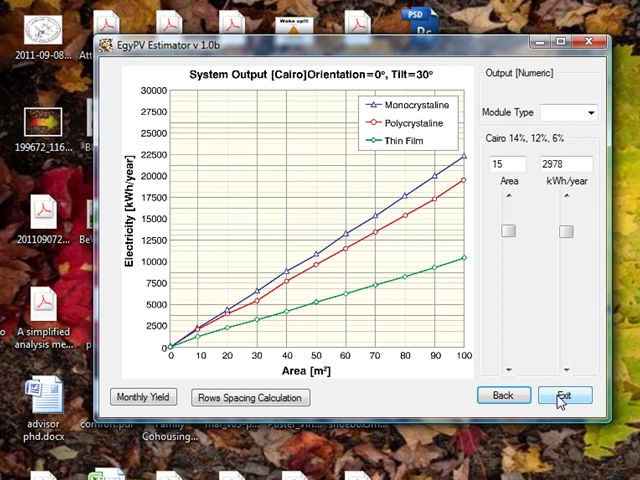 2011-09-08...
Att
Wake up!!!
PSD
EgyPV Estimator v 1.0b
System Output [Cairo]Orientation=0°, Tilt=30°
30000
27500
25000
22500
20000
17500
15000
12500
10000
7500
5000
2500
0
Electricity [kWh/year]
Monocrystaline
Polycrystaline
Thin Film
0 10 20 30 40 50 60 70 80 90 100
Area [m²]
Output [Numeric]
Module Type
Cairo 14%, 12%, 6%
15 2978
Area kWh/year
Monthly Yield
Rows Spacing Calculation
Back
Exit
199672_116...
201109072...
BeW
A simplified
analysis me...
advisor
phd.docx
comfort.pdf
Family
Cohousing...